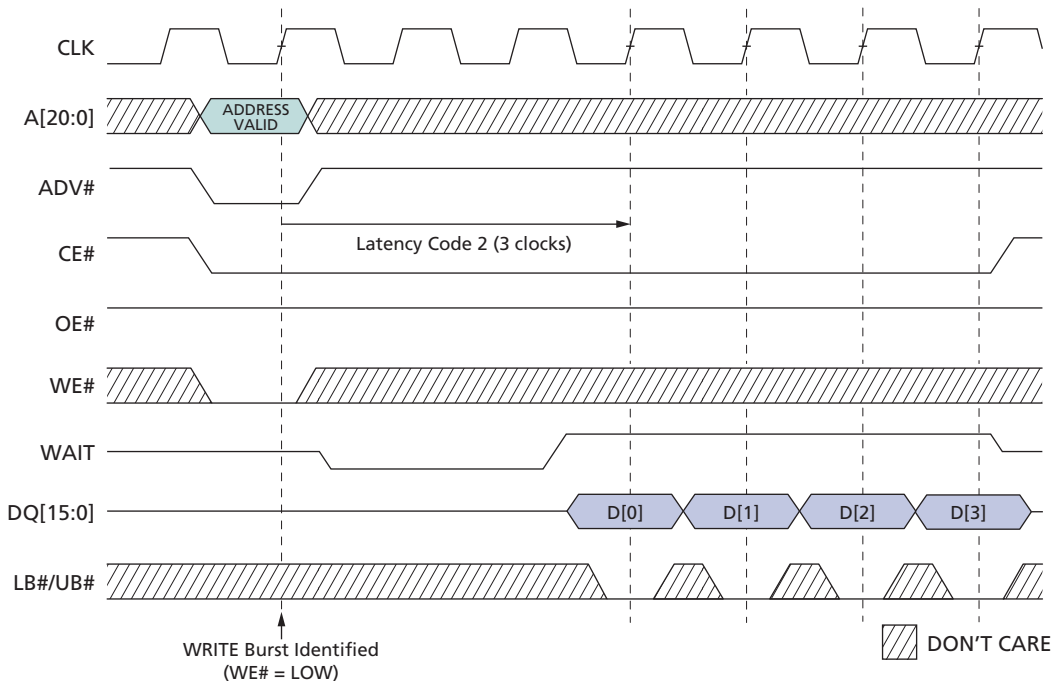 CLK
A[20:0]
ADDRESS
VALID
ADV#
Latency Code 2 (3 clocks)
CE#
OE#
WE#
WAIT
DQ[15:0]
D[0]
D[1]
D[2]
D[3]
LB#/UB#
WRITE Burst Identified
(WE# = LOW)
DON'T CARE